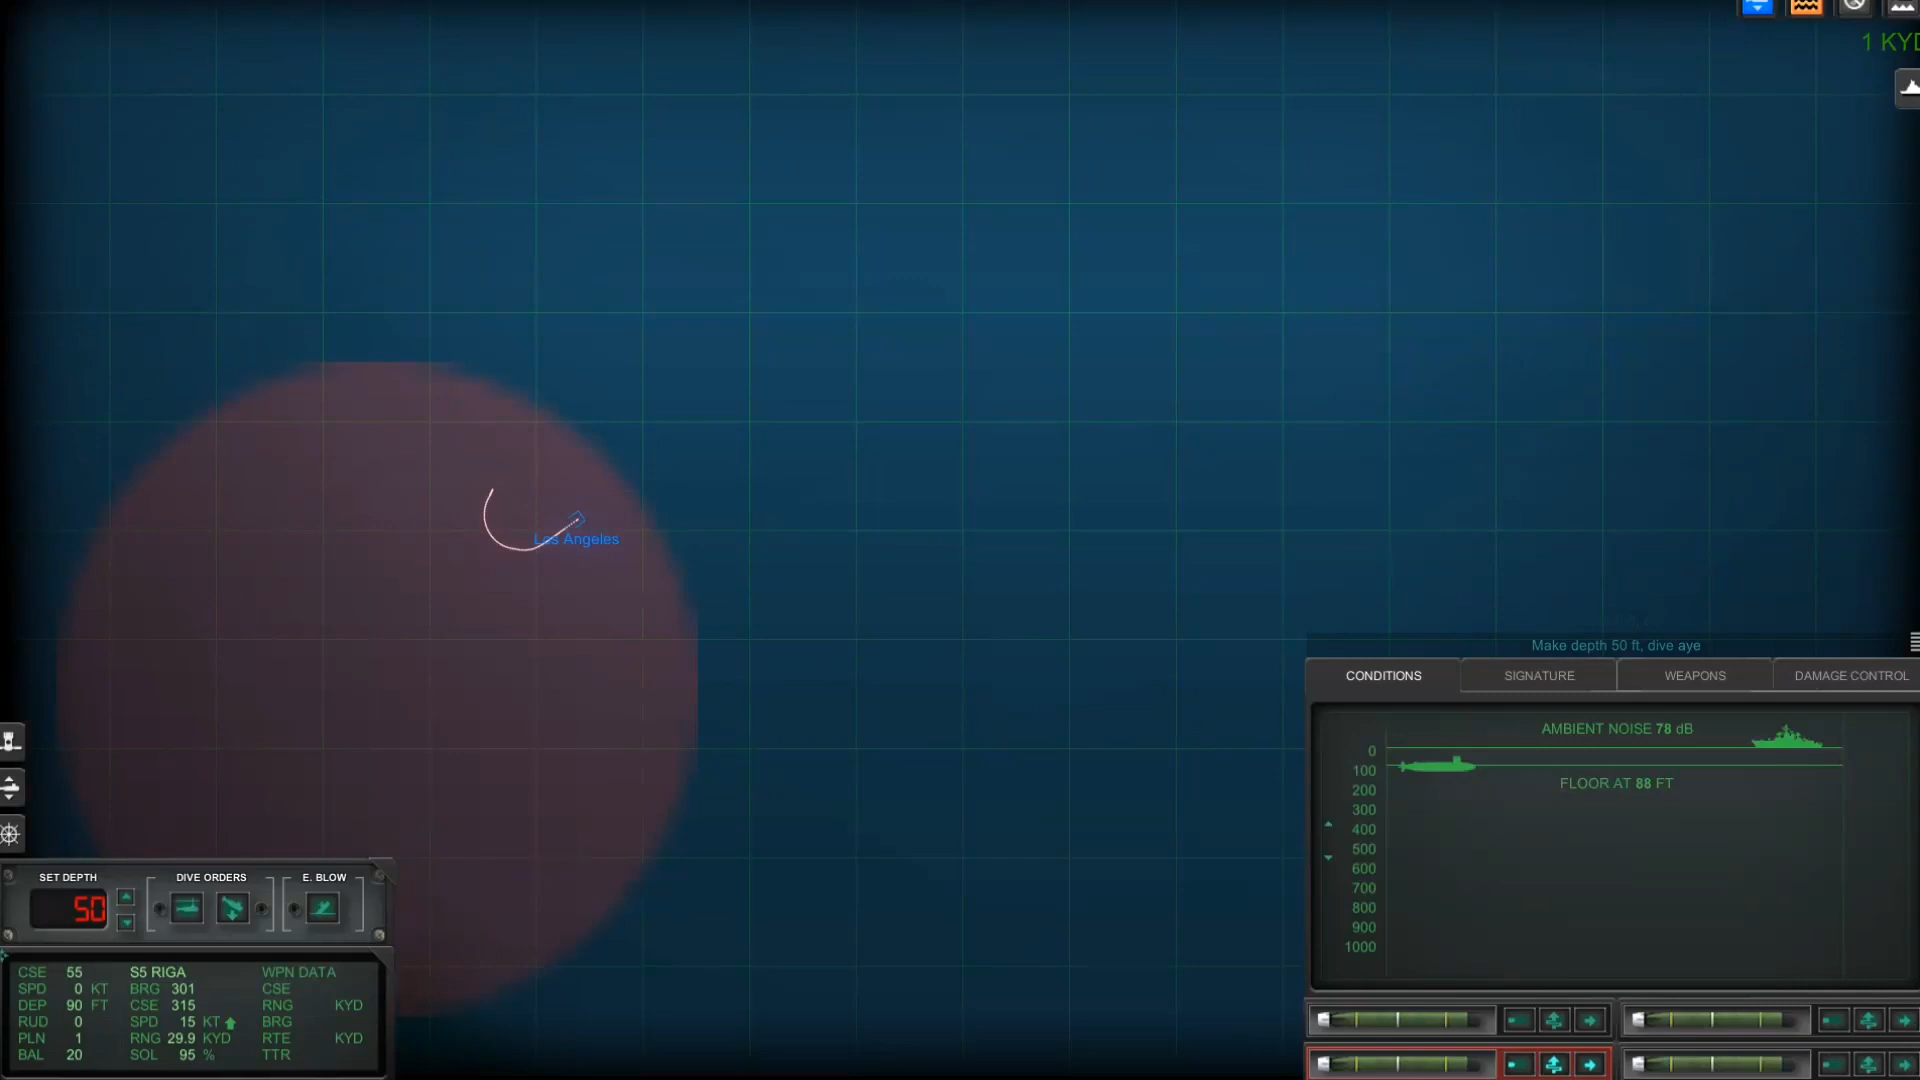 1 KYD
Los Angeles
Make depth 50 ft, dive aye
CONDITIONS SIGNATURE WEAPONS DAMAGE CONTROL
AMBIENT NOISE 78 dB
0
100
FLOOR AT 88 FT
200
300
400
500
600
700
800
900
1000
SET DEPTH DIVE ORDERS E. BLOW
50
CSE 55 S5 RIGA WPN DATA
SPD 0 KT BRG 301 CSE
DEP 90 FT CSE 315 RNG KYD
RUD 0 SPD 15 KT BRG
PLN 1 RNG 29.9 KYD RTE KYD
BAL 20 SOL 95 % TTR